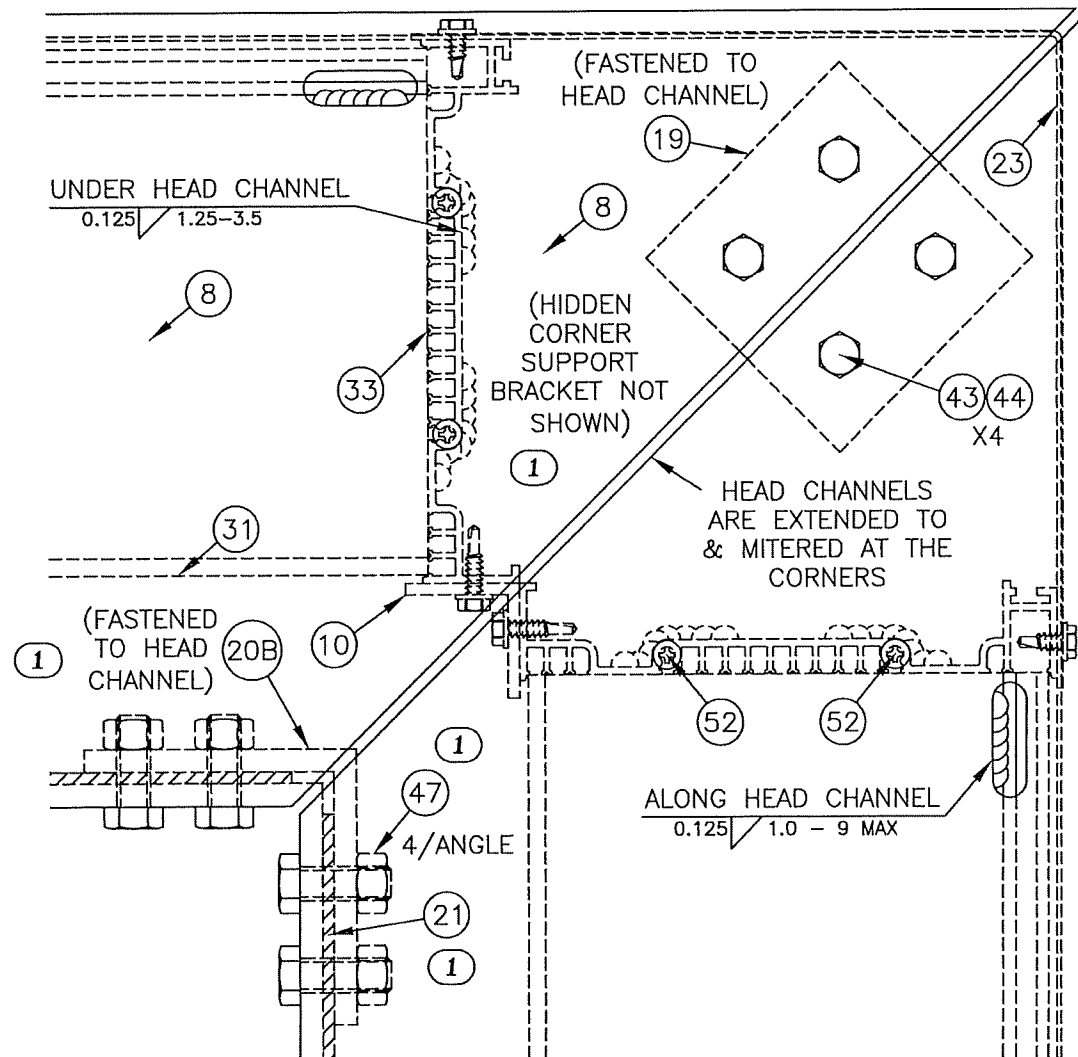 (FASTENED TO
HEAD CHANNEL)
19
23
UNDER HEAD CHANNEL
0.125 1.25-3.5
8
8
(HIDDEN
CORNER
SUPPORT
BRACKET NOT
SHOWN)
33
43 44
X4
1
HEAD CHANNELS
ARE EXTENDED TO
& MITERED AT THE
CORNERS
31
(FASTENED
TO HEAD
CHANNEL)
1
20B
10
52
52
1
47
4/ANGLE
ALONG HEAD CHANNEL
0.125 1.0 - 9 MAX
21
1